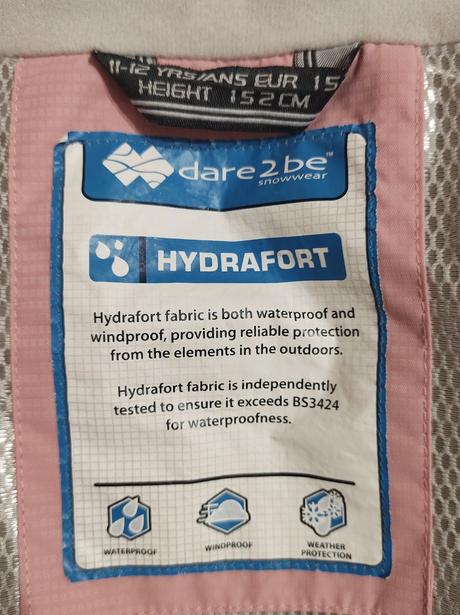 11-12 YRS/ANS EUR 15
HEIGHT 152CM
dare2be™
snowwear
HYDRAFORT
Hydrafort fabric is both waterproof and
windproof, providing reliable protection
from the elements in the outdoors.
Hydrafort fabric is independently
tested to ensure it exceeds BS3424
for waterproofness.
WATERPROOF
WINDPROOF
WEATHER
PROTECTION